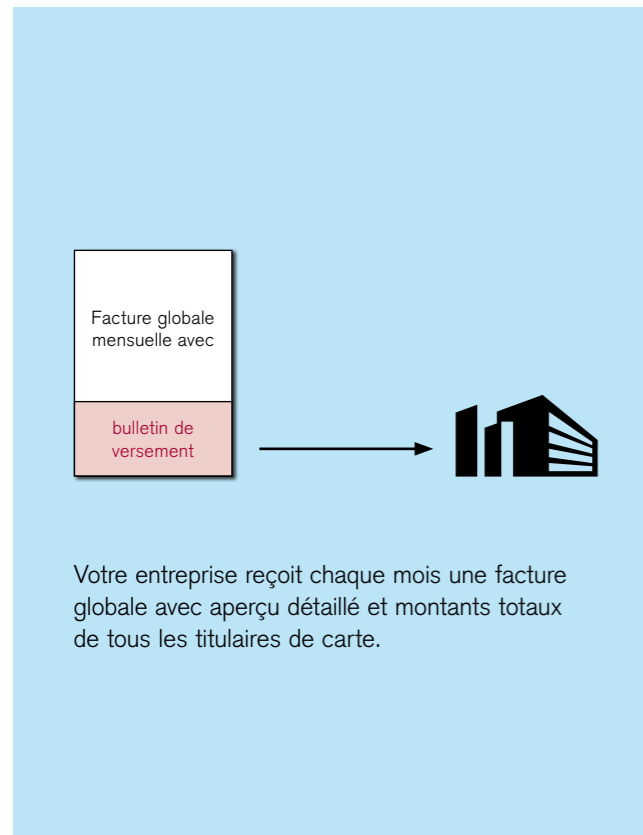 Facture globale
mensuelle avec
bulletin de
versement
Votre entreprise reçoit chaque mois une facture
globale avec aperçu détaillé et montants totaux
de tous les titulaires de carte.